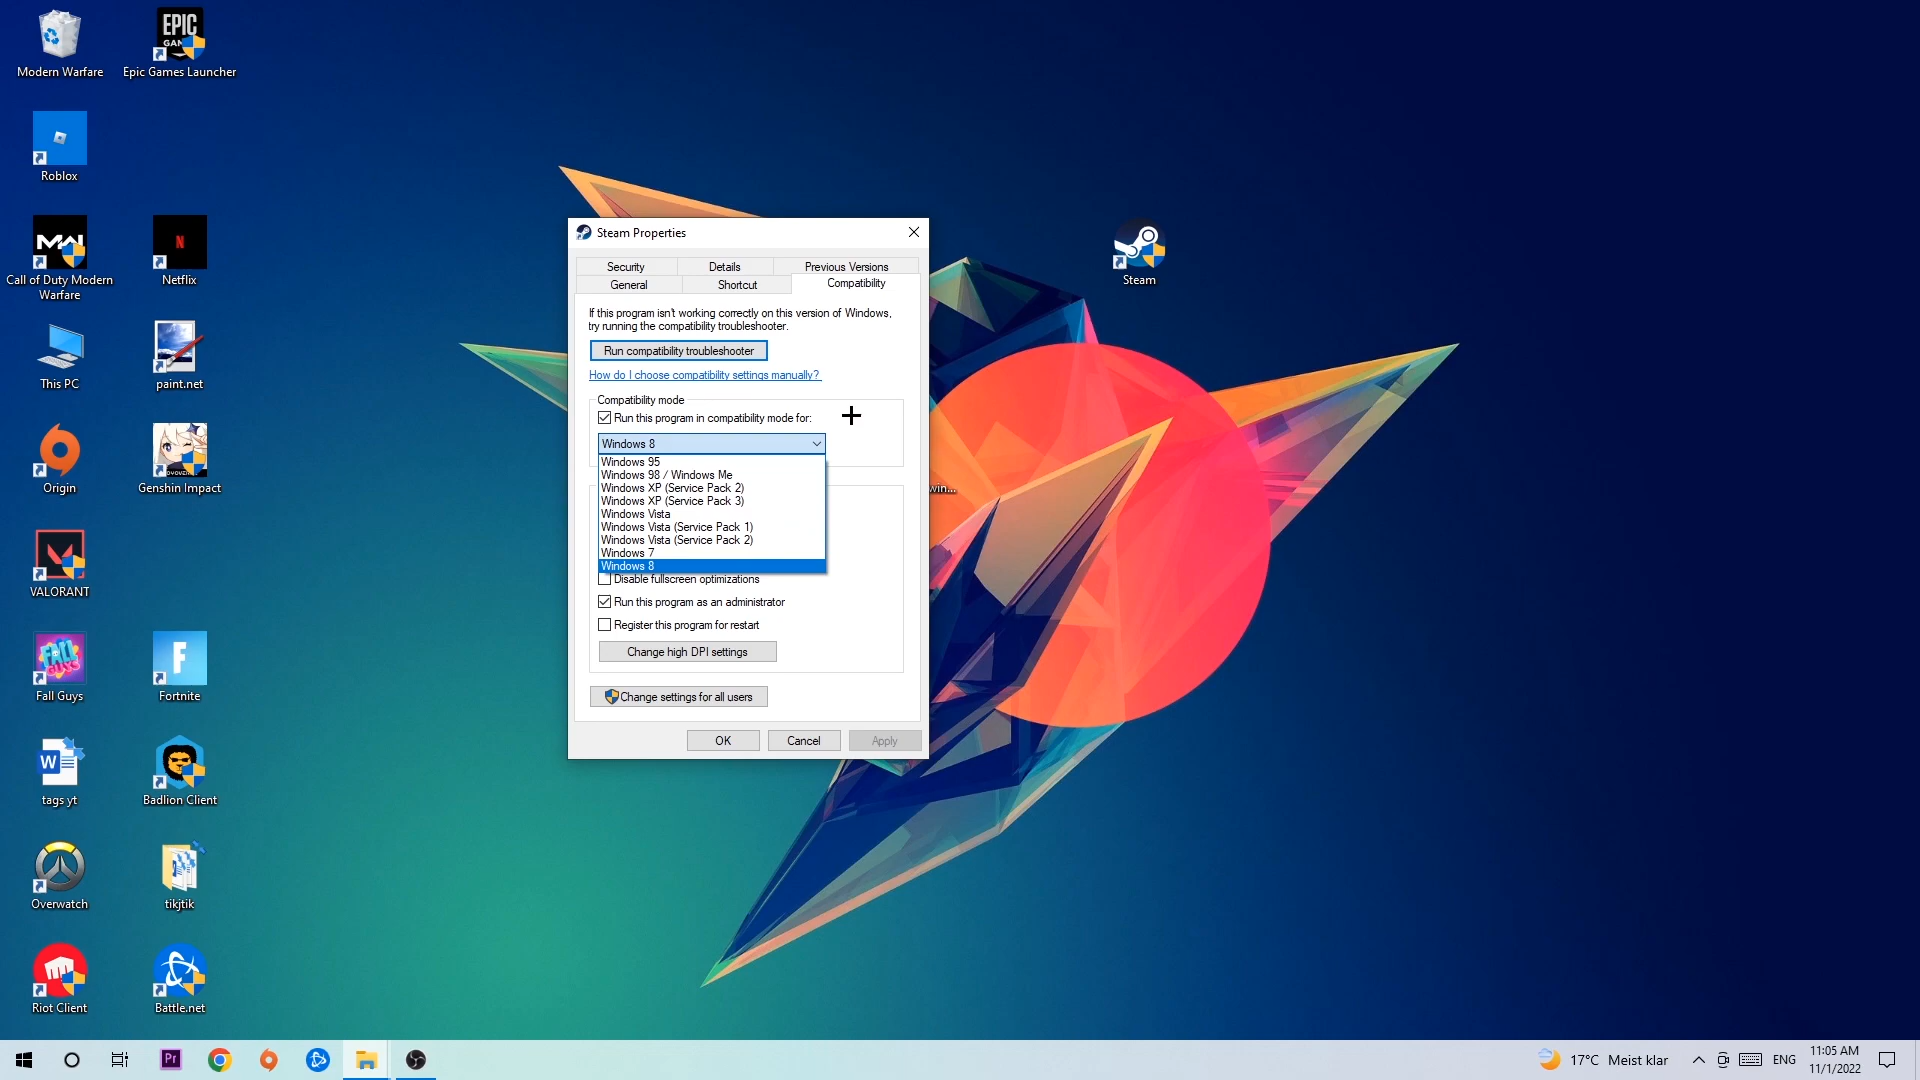 Modern Warfare
EPIC
GAM
Epic Games Launcher
Roblox
MW
Call of Duty Modern
Warfare
N
Netflix
This PC
paint.net
Origin
Genshin Impact
VALORANT
FALL
GUYS
Fall Guys
F
Fortnite
W
tags yt
Badlion Client
Overwatch
tikjtik
Riot Client
Battle.net
Steam
win...
Steam Properties
Security
Details
Previous Versions
General
Shortcut
Compatibility
If this program isn't working correctly on this version of Windows,
try running the compatibility troubleshooter.
Run compatibility troubleshooter
How do I choose compatibility settings manually?
Compatibility mode
Run this program in compatibility mode for:
Windows 8
Windows 95
Windows 98 / Windows Me
Windows XP (Service Pack 2)
Windows XP (Service Pack 3)
Windows Vista
Windows Vista (Service Pack 1)
Windows Vista (Service Pack 2)
Windows 7
Windows 8
Disable fullscreen optimizations
Run this program as an administrator
Register this program for restart
Change high DPI settings
Change settings for all users
OK
Cancel
Apply
Pr
17°C Meist klar
ENG
11:05 AM
11/1/2022